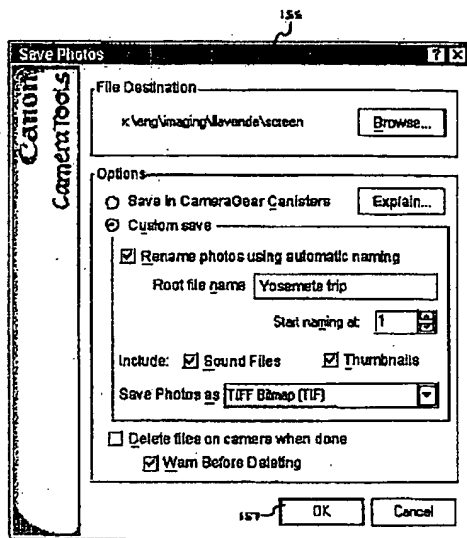 155
Save Photos
Canon
CameraTools
File Destination
x:\eng\imaging\llavende\screen
Browse...
Options
Save in CameraGear Canisters
Explain...
Custom save
Rename photos using automatic naming
Root file name Yosemete trip
Start naming at: 1
Include: Sound Files Thumbnails
Save Photos as TIFF Bitmap (TIF)
Delete files on camera when done
Warn Before Deleting
157 OK Cancel